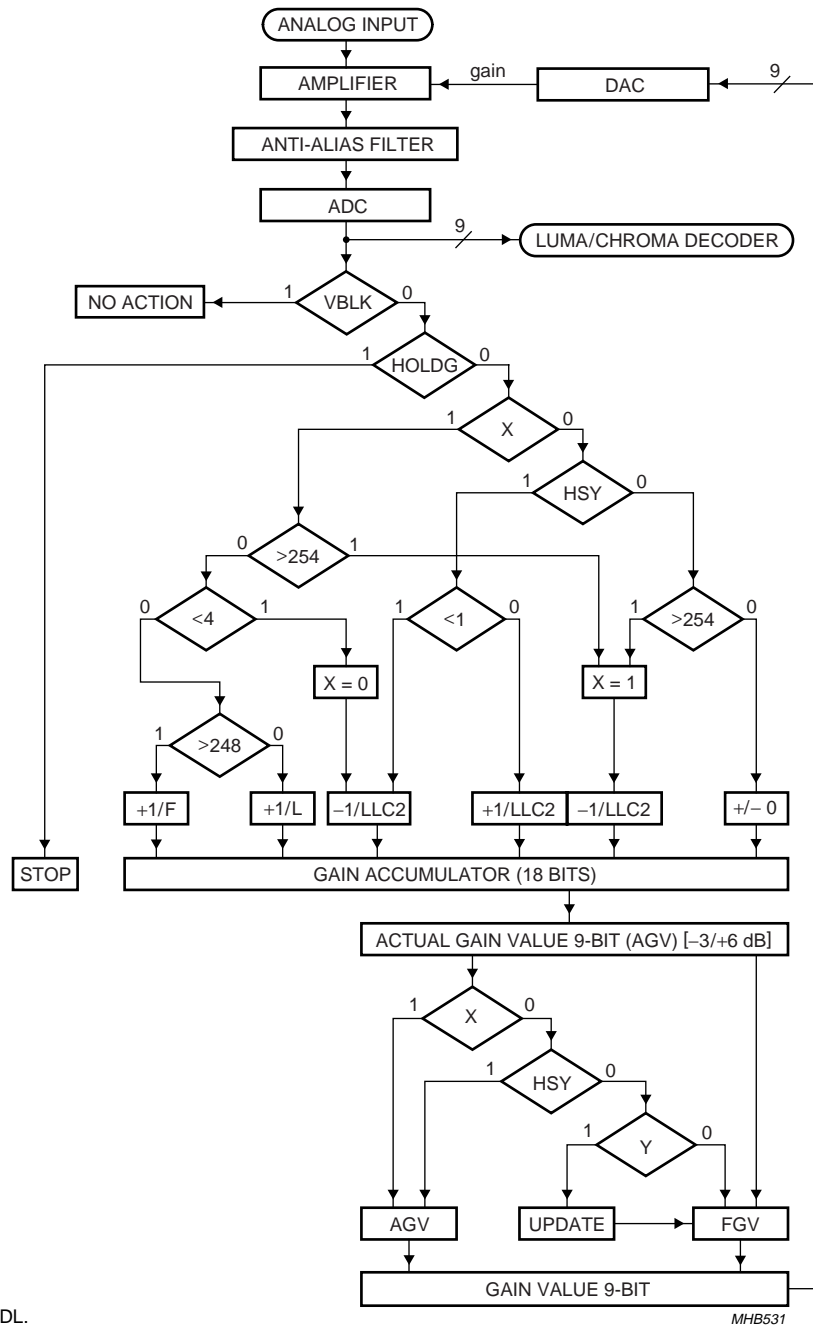 ANALOG INPUT
gain
9
AMPLIFIER
DAC
ANTI-ALIAS FILTER
ADC
9
LUMA/CHROMA DECODER
NO ACTION
1
VBLK
0
1
HOLDG
0
1
X
0
1
HSY
0
0
>254
1
0
<4
1
1
<1
0
1
>254
0
X = 0
X = 1
1
>248
0
+1/F
+1/L
−1/LLC2
+1/LLC2
−1/LLC2
+/− 0
STOP
GAIN ACCUMULATOR (18 BITS)
ACTUAL GAIN VALUE 9-BIT (AGV) [−3/+6 dB]
1
X
0
1
HSY
0
1
Y
0
AGV
UPDATE
FGV
GAIN VALUE 9-BIT
DL.
MHB531